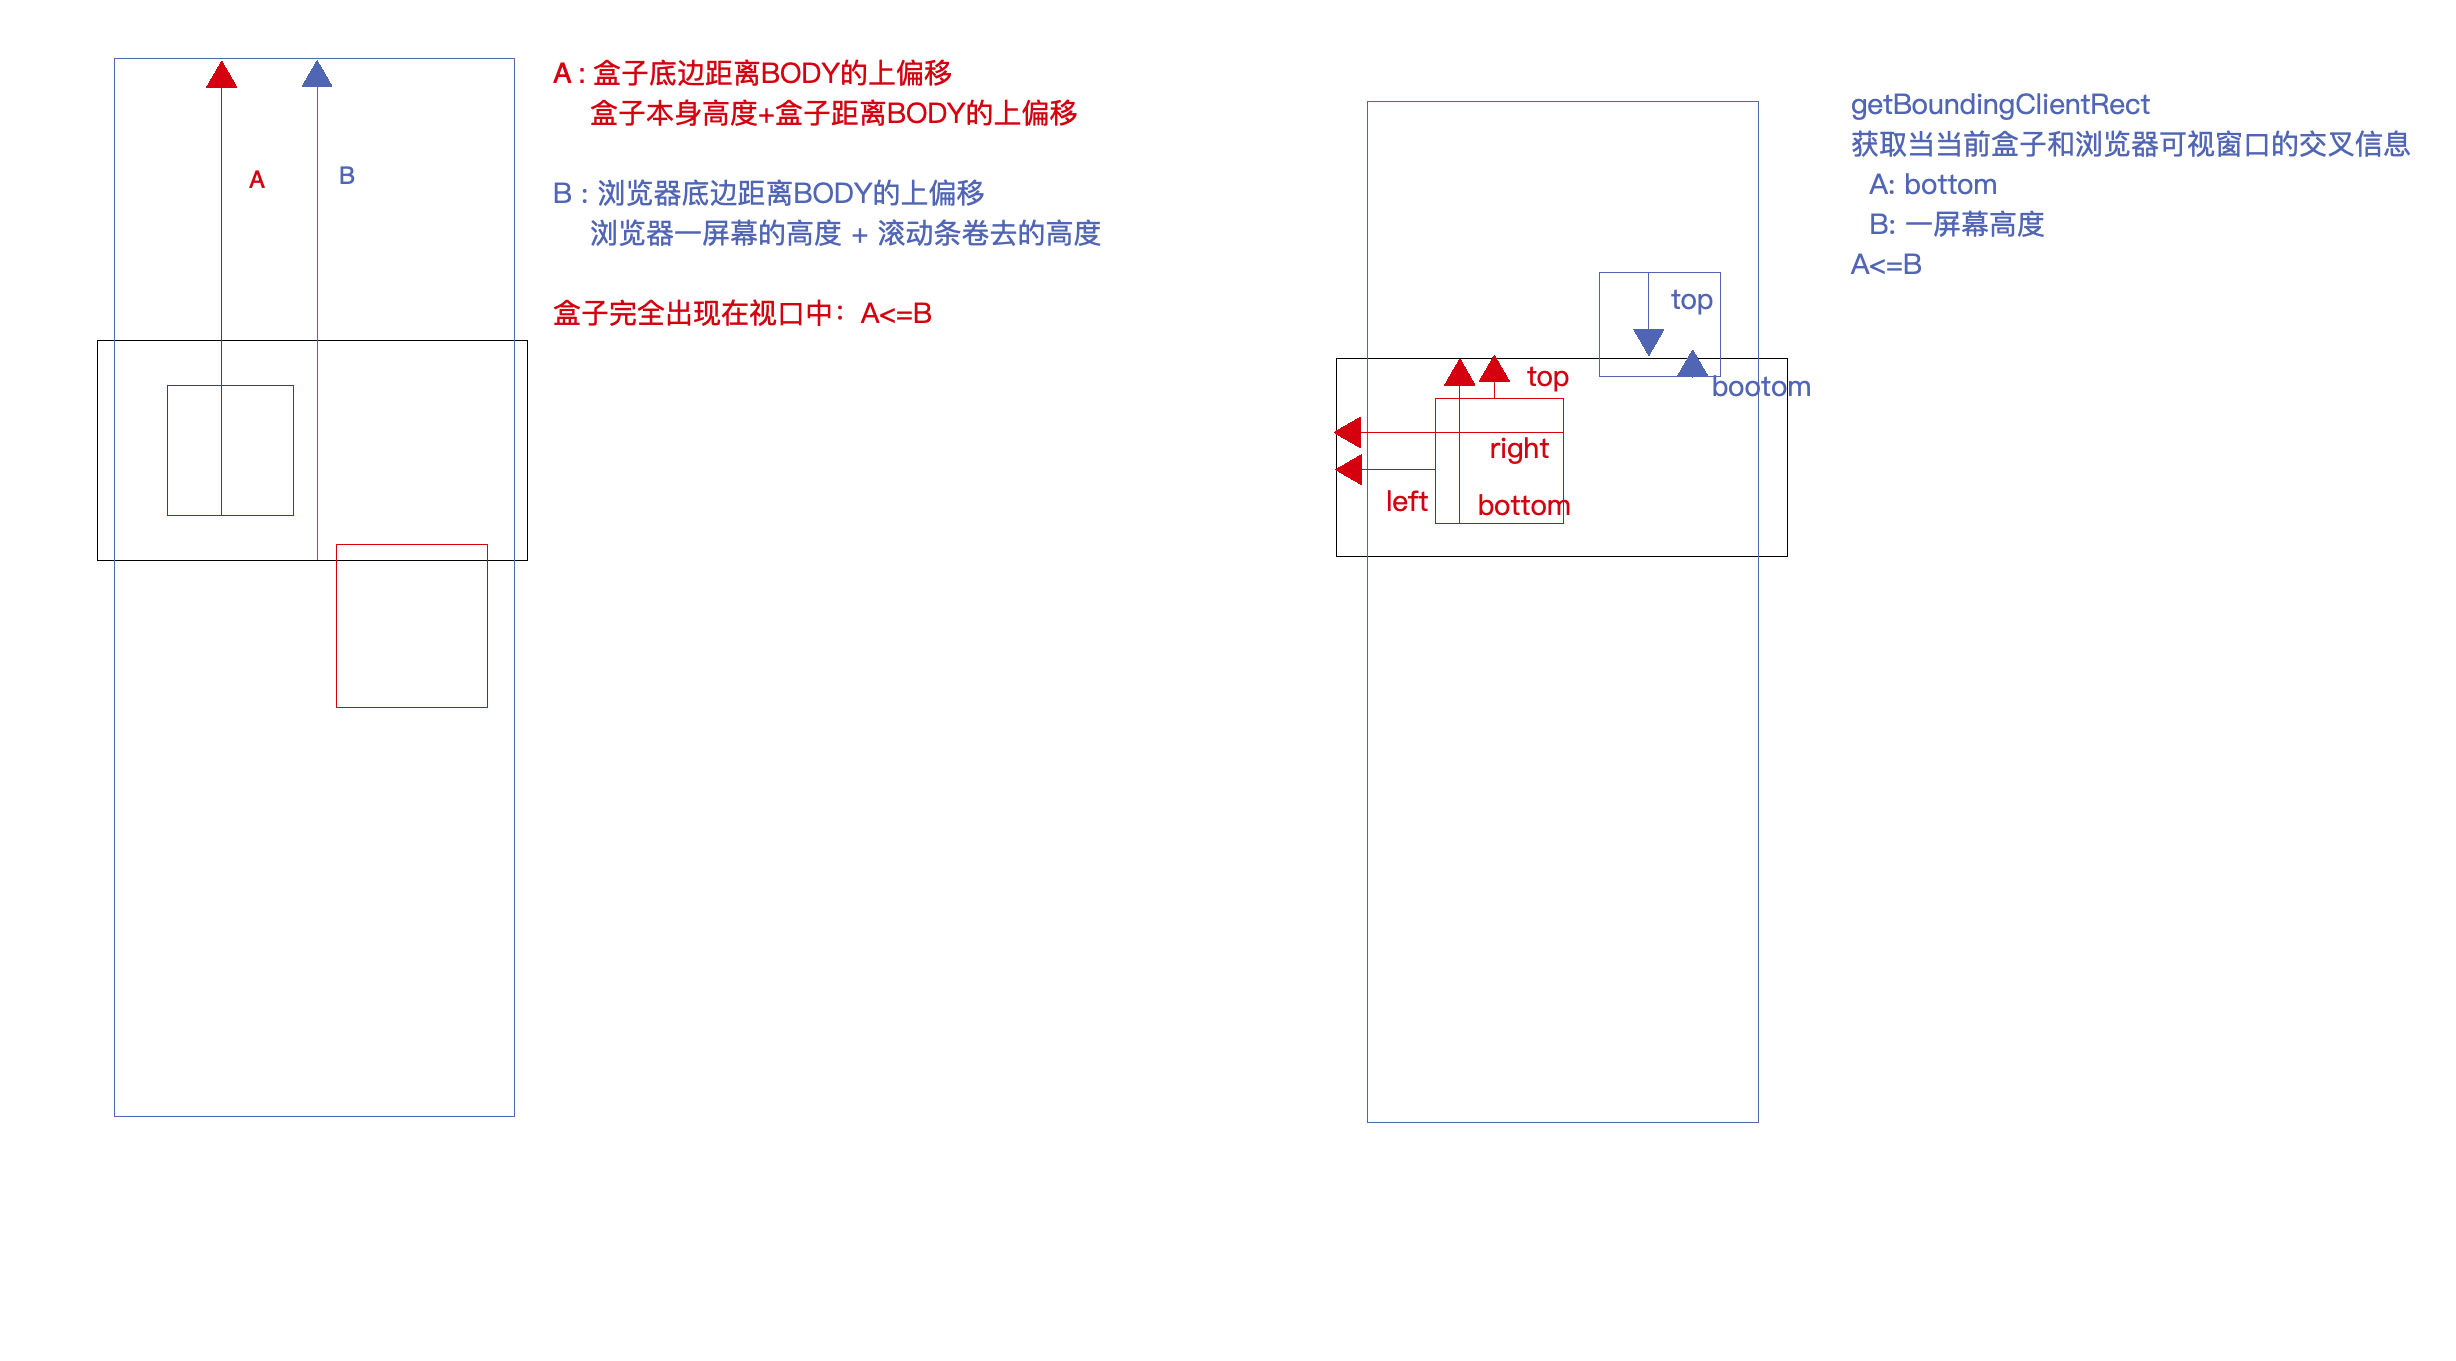 A : 盒子底边距离BODY的上偏移
盒子本身高度+盒子距离BODY的上偏移
A
B
B : 浏览器底边距离BODY的上偏移
浏览器一屏幕的高度 + 滚动条卷去的高度
盒子完全出现在视口中：A<=B
getBoundingClientRect
获取当当前盒子和浏览器可视窗口的交叉信息
A: bottom
B: 一屏幕高度
A<=B
top
bootom
top
right
left
bottom